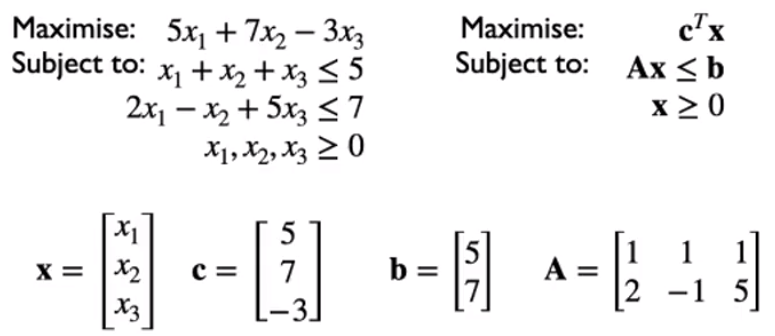 Maximise: 5x₁ + 7x₂ − 3x₃
Subject to: x₁ + x₂ + x₃ ≤ 5
2x₁ − x₂ + 5x₃ ≤ 7
x₁, x₂, x₃ ≥ 0
Maximise: cᵀx
Subject to: Ax ≤ b
x ≥ 0
x = [x₁ x₂ x₃] c = [5 7 −3] b = [5 7] A = [1 1 1 2 −1 5]